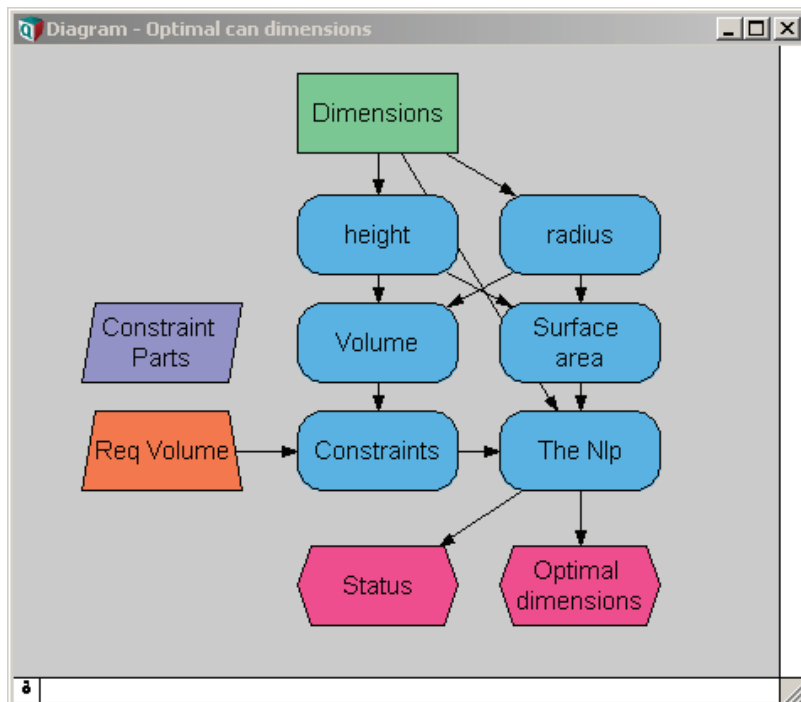 Diagram - Optimal can dimensions
Dimensions
height
radius
Constraint
Parts
Volume
Surface
area
Req Volume
Constraints
The Nlp
Status
Optimal
dimensions